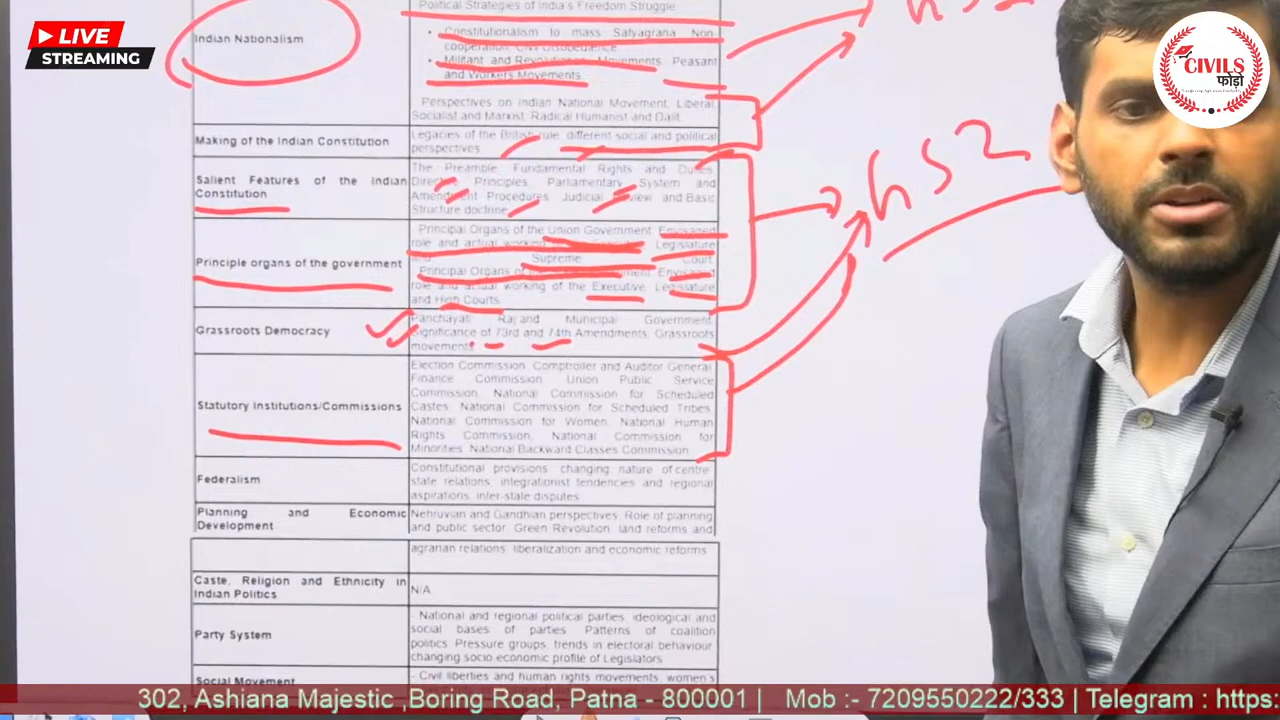 LIVE
STREAMING
CIVILS
फोड़ो
Political Strategies of India's Freedom Struggle
Indian Nationalism
Constitutionalism to mass Satyagraha Non
cooperation, Civil Disobedience
Militant and Revolutionary Movements, Peasant
and Workers Movements
Perspectives on Indian National Movement, Liberal
Socialist and Marxist, Radical Humanist and Dalit
Making of the Indian Constitution
Legacies of the British rule, different social and political
perspectives
Salient Features of the Indian
Constitution
The Preamble, Fundamental Rights and Duties
Directive Principles, Parliamentary System and
Amendment Procedures Judicial Review and Basic
Structure doctrine
Principle organs of the government
Principal Organs of the Union Government Envisaged
role and actual working Legislature
and Supreme Court
Principal Organs of Envisaged
role and actual working of the Executive, Legislature
and High Courts
Grassroots Democracy
Panchayati Raj and Municipal Government
Significance of 73rd and 74th Amendments, Grassroots
movements
Statutory Institutions/Commissions
Election Commission, Comptroller and Auditor General
Finance Commission Union Public Service
Commission, National Commission for Scheduled
Castes, National Commission for Scheduled Tribes,
National Commission for Women, National Human
Rights Commission, National Commission for
Minorities, National Backward Classes Commission
Federalism
Constitutional provisions changing nature of centre
state relations, integrationist tendencies and regional
aspirations, inter-state disputes
Planning and Economic
Development
Nehruvian and Gandhian perspectives, Role of planning
and public sector, Green Revolution, land reforms and
agrarian relations, liberalization and economic reforms
Caste, Religion and Ethnicity in
Indian Politics
N/A
Party System
- National and regional political parties, ideological and
social bases of parties Patterns of coalition
politics, Pressure groups, trends in electoral behaviour
changing socio economic profile of Legislators
Social Movement
- Civil liberties and human rights movements, women's
GS2
302, Ashiana Majestic ,Boring Road, Patna - 800001 | Mob :- 7209550222/333 | Telegram : https: